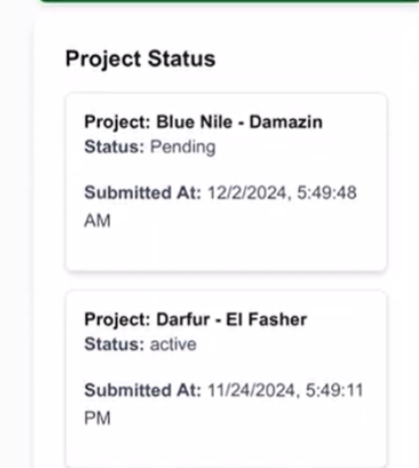 Project Status
Project: Blue Nile - Damazin
Status: Pending
Submitted At: 12/2/2024, 5:49:48
AM
Project: Darfur - El Fasher
Status: active
Submitted At: 11/24/2024, 5:49:11
PM